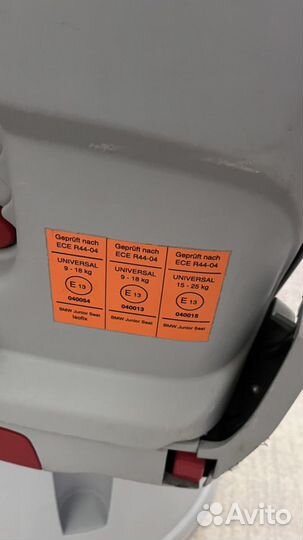 Geprüft nach
ECE R44-04
UNIVERSAL
9 - 18 kg
E 13
040054
BMW Junior Seat
Isofix
Geprüft nach
ECE R44-04
UNIVERSAL
9 - 18 kg
E 13
040013
BMW Junior Seat
Geprüft nach
ECE R44-04
UNIVERSAL
15 - 25 kg
E 13
040015
BMW Junior Seat
Avito